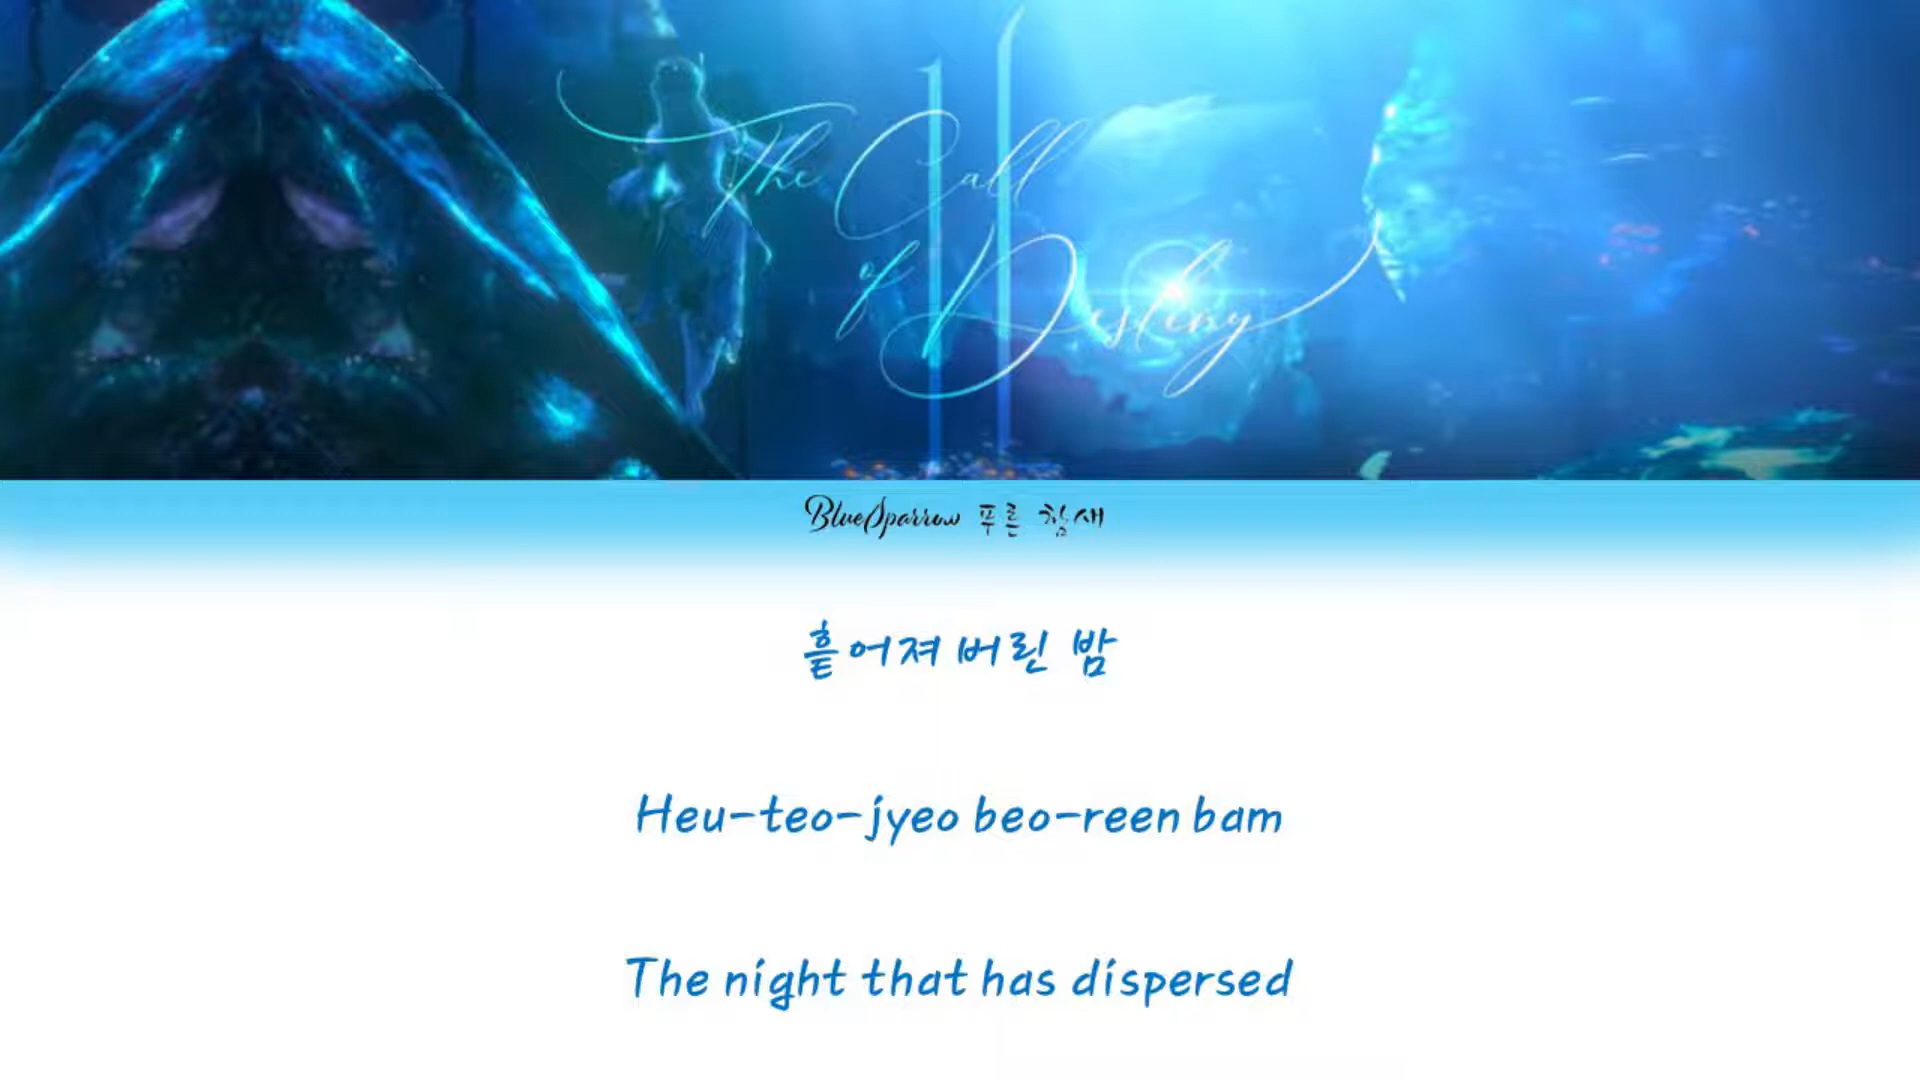 The Call
of Destiny
BlueSparrow 푸른 참새
흩어져 버린 밤
Heu-teo-jyeo beo-reen bam
The night that has dispersed